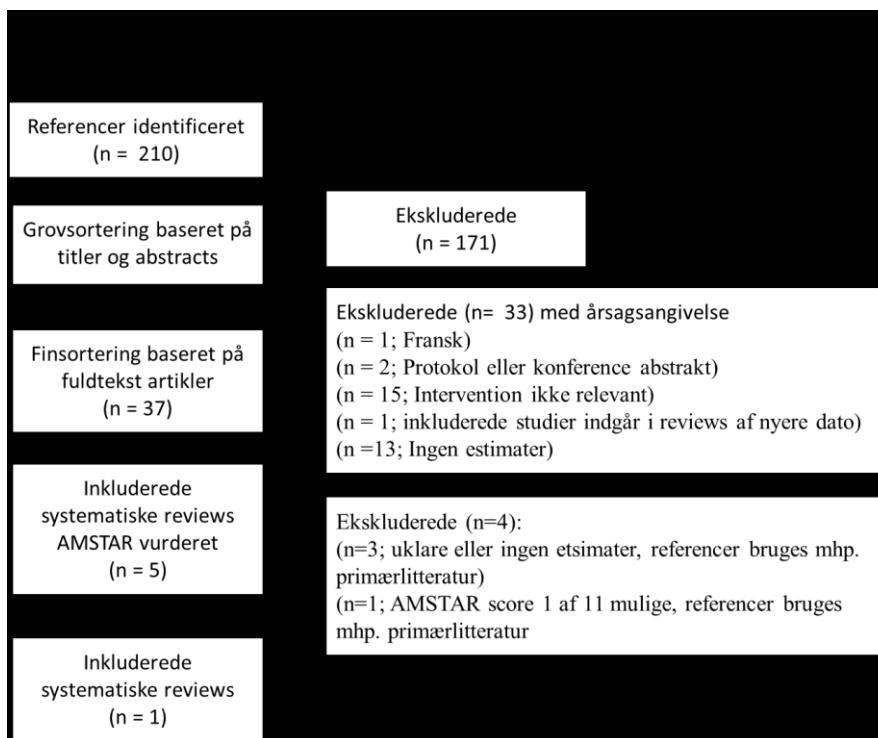 Referencer identificeret
(n = 210)
Grovsortering baseret på
titler og abstracts
Ekskluderede
(n = 171)
Finsortering baseret på
fuldtekst artikler
(n = 37)
Ekskluderede (n= 33) med årsagsangivelse
(n = 1; Fransk)
(n = 2; Protokol eller konference abstrakt)
(n = 15; Intervention ikke relevant)
(n = 1; inkluderede studier indgår i reviews af nyere dato)
(n =13; Ingen estimater)
Inkluderede
systematiske reviews
AMSTAR vurderet
(n = 5)
Ekskluderede (n=4):
(n=3; uklare eller ingen etsimater, referencer bruges mhp.
primærlitteratur)
(n=1; AMSTAR score 1 af 11 mulige, referencer bruges
mhp. primærlitteratur
Inkluderede
systematiske reviews
(n = 1)